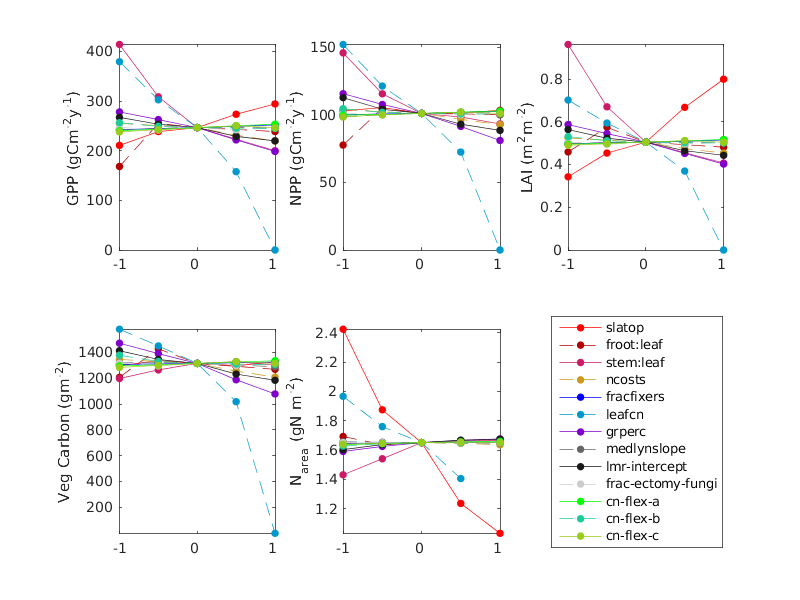 GPP (gCm⁻²y⁻¹)
400
300
200
100
0
-1 0 1
NPP (gCm⁻²y⁻¹)
150
100
50
0
-1 0 1
LAI (m²m⁻²)
0.8
0.6
0.4
0.2
0
-1 0 1
Veg Carbon (gm⁻²)
1400
1200
1000
800
600
400
200
-1 0 1
N_area (gN m⁻²)
2.4
2.2
2
1.8
1.6
1.4
1.2
-1 0 1
slatop
froot:leaf
stem:leaf
ncosts
fracfixers
leafcn
grperc
medlynslope
lmr-intercept
frac-ectomy-fungi
cn-flex-a
cn-flex-b
cn-flex-c